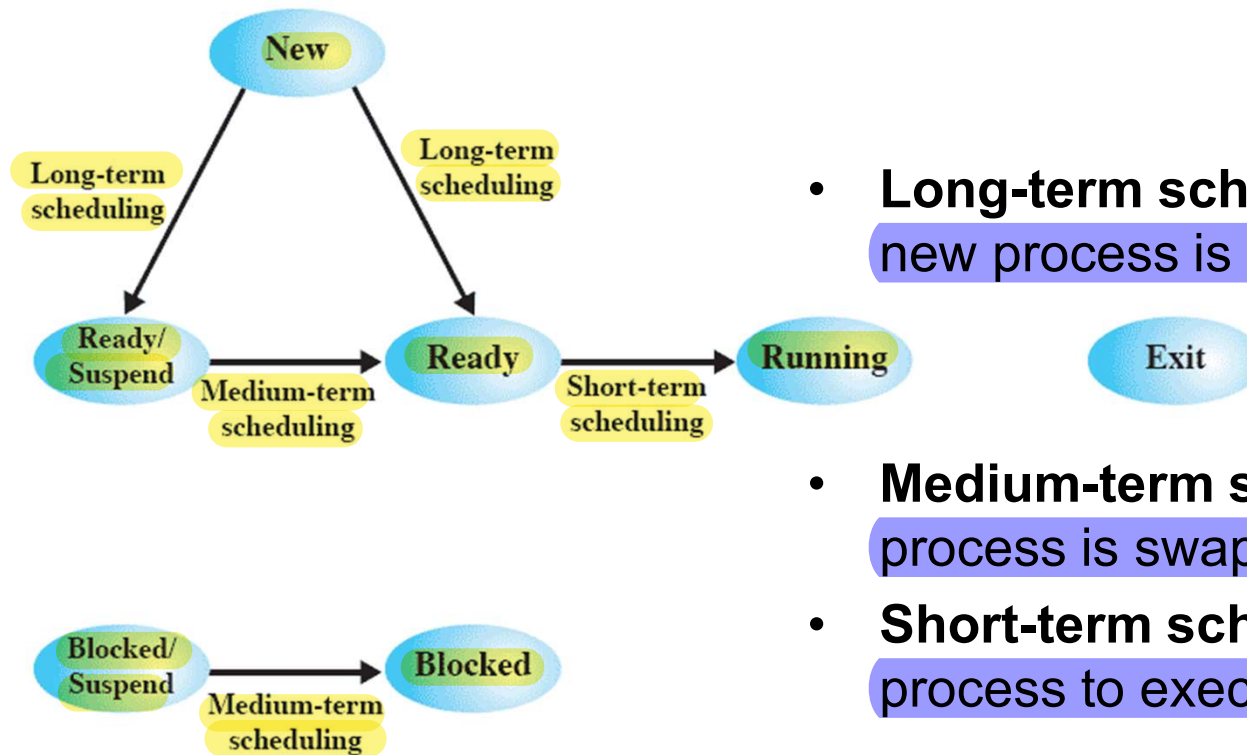 New
Long-term
scheduling
Long-term
scheduling
Ready/
Suspend
Medium-term
scheduling
Ready
Short-term
scheduling
Running
Exit
Blocked/
Suspend
Medium-term
scheduling
Blocked
• Long-term sch
new process is
• Medium-term s
process is swap
• Short-term sch
process to exec